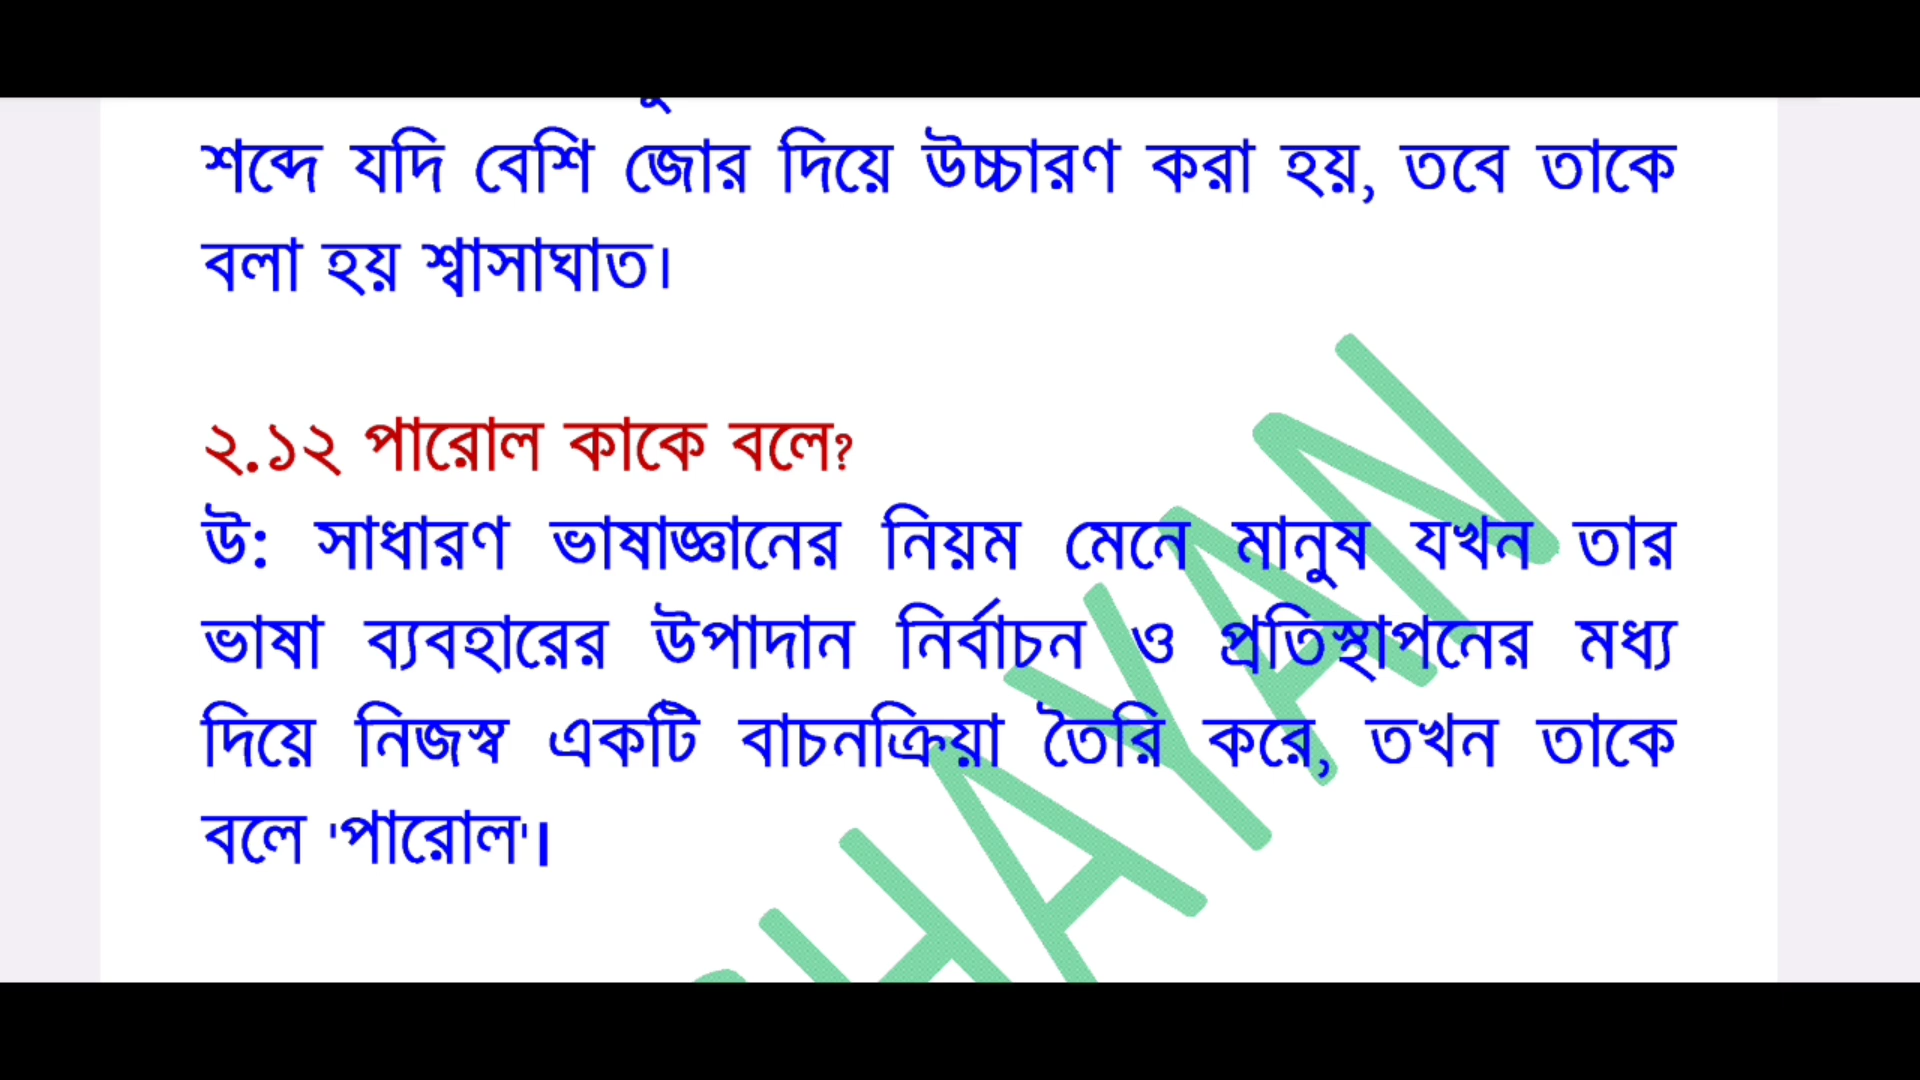 শব্দে যদি বেশি জোর দিয়ে উচ্চারণ করা হয়, তবে তাকে
বলা হয় শ্বাসাঘাত।
২.১২ পারোল কাকে বলে?
উ: সাধারণ ভাষাজ্ঞানের নিয়ম মেনে মানুষ যখন তার
ভাষা ব্যবহারের উপাদান নির্বাচন ও প্রতিস্থাপনের মধ্য
দিয়ে নিজস্ব একটি বাচনক্রিয়া তৈরি করে, তখন তাকে
বলে 'পারোল'।
HAYAN